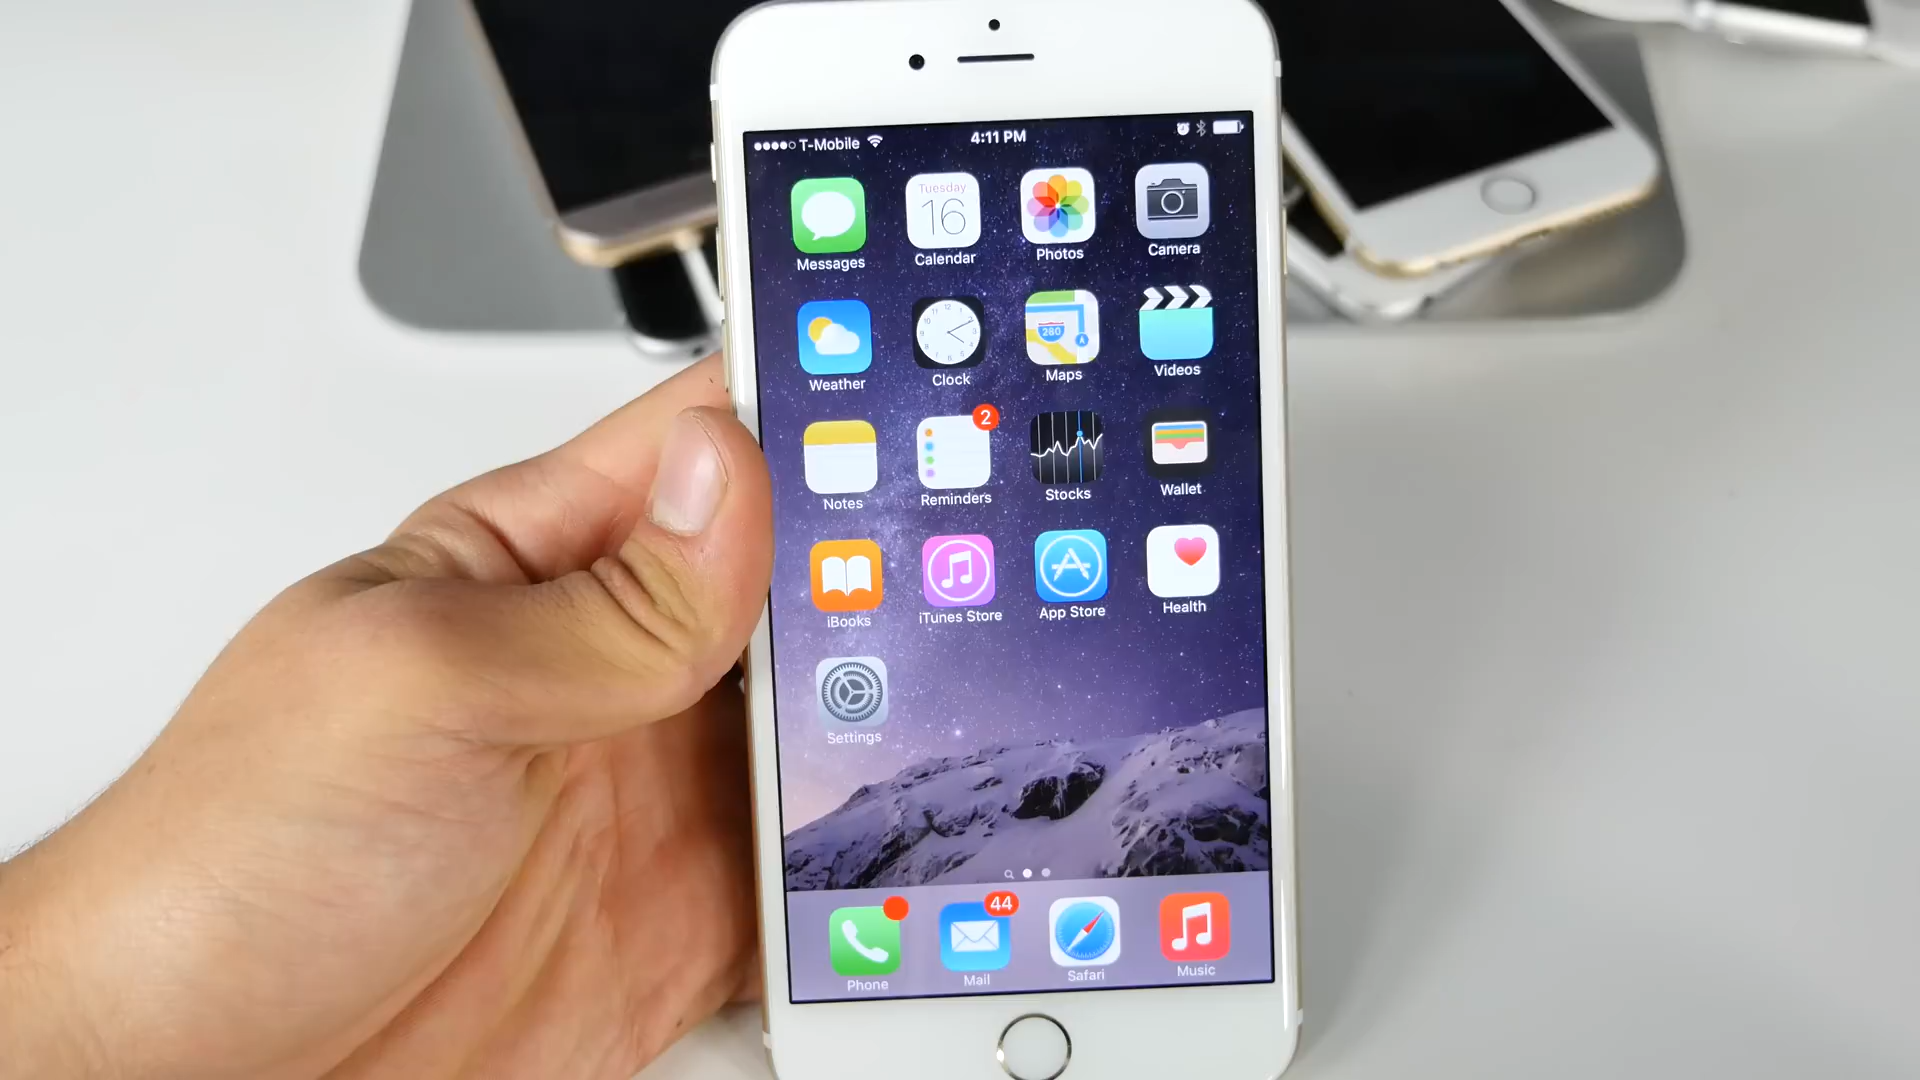 T-Mobile 4:11 PM
Tuesday
16
Messages Calendar Photos Camera
280
Weather Clock Maps Videos
2
Notes Reminders Stocks Wallet
iBooks iTunes Store App Store Health
Settings
44
Phone Mail Safari Music